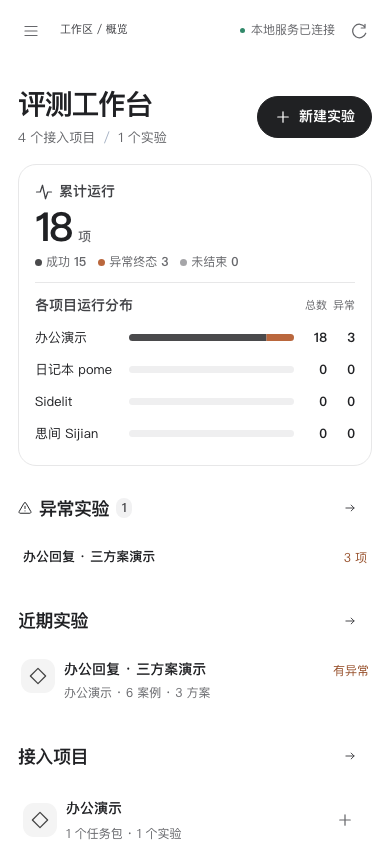 工作区 / 概览
本地服务已连接
评测工作台
4 个接入项目 / 1 个实验
新建实验
累计运行
18 项
成功 15 异常终态 3 未结束 0
各项目运行分布 总数 异常
办公演示 18 3
日记本 pome 0 0
Sidelit 0 0
思间 Sijian 0 0
异常实验 1
办公回复 · 三方案演示 3 项
近期实验
办公回复 · 三方案演示 有异常
办公演示 · 6 案例 · 3 方案
接入项目
办公演示
1 个任务包 · 1 个实验